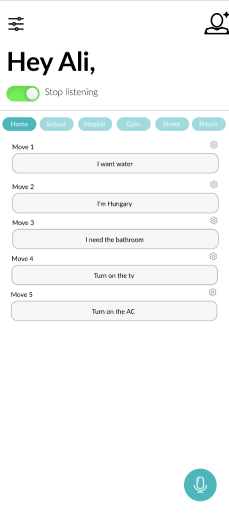 Hey Ali,
Stop listening
Home School Hopital Gym Street Prison
Move 1
I want water
Move 2
I'm Hungary
Move 3
I need the bathroom
Move 4
Turn on the tv
Move 5
Turn on the AC